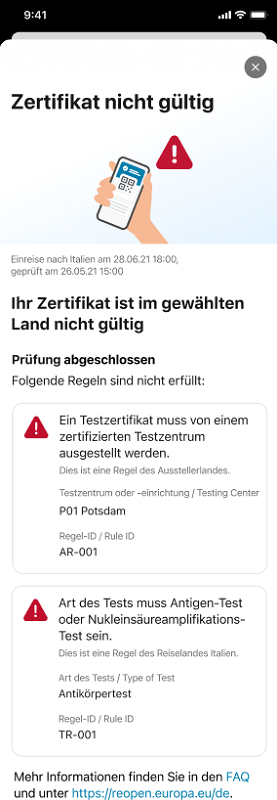 9:41
Zertifikat nicht gültig
Einreise nach Italien am 28.06.21 18:00,
geprüft am 26.05.21 15:00
Ihr Zertifikat ist im gewählten
Land nicht gültig
Prüfung abgeschlossen
Folgende Regeln sind nicht erfüllt:
Ein Testzertifikat muss von einem
zertifizierten Testzentrum
ausgestellt werden.
Dies ist eine Regel des Ausstellerlandes.
Testzentrum oder -einrichtung / Testing Center
P01 Potsdam
Regel-ID / Rule ID
AR-001
Art des Tests muss Antigen-Test
oder Nukleinsäureamplifikations-
Test sein.
Dies ist eine Regel des Reiselandes Italien.
Art des Tests / Type of Test
Antikörpertest
Regel-ID / Rule ID
TR-001
Mehr Informationen finden Sie in den FAQ
und unter https://reopen.europa.eu/de.